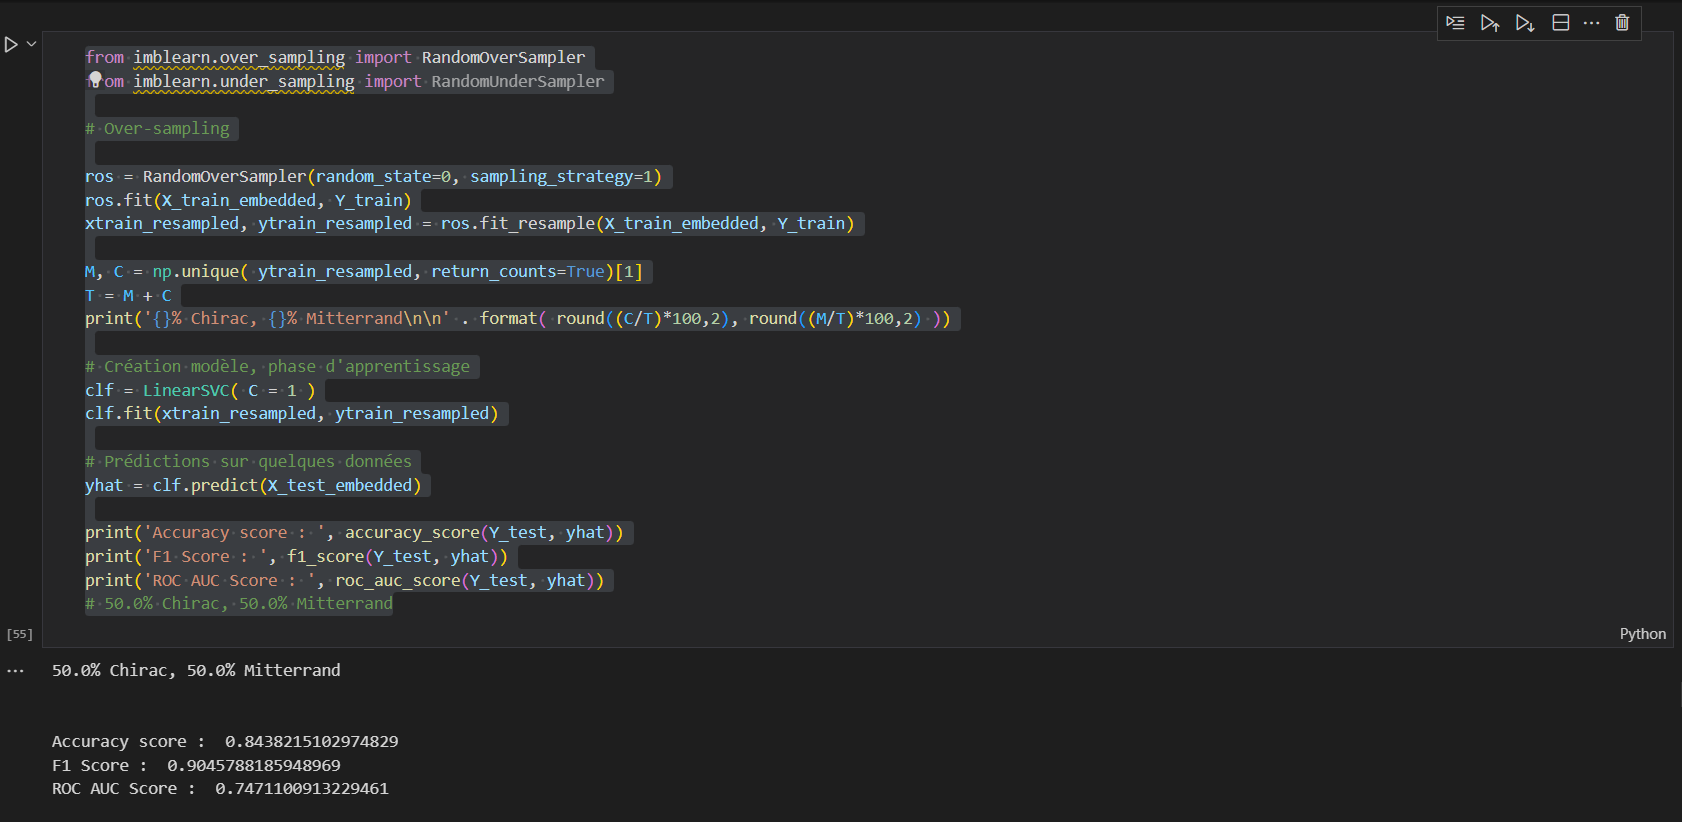 from imblearn.over_sampling import RandomOverSampler
from imblearn.under_sampling import RandomUnderSampler
# Over-sampling
ros = RandomOverSampler(random_state=0, sampling_strategy=1)
ros.fit(X_train_embedded, Y_train)
xtrain_resampled, ytrain_resampled = ros.fit_resample(X_train_embedded, Y_train)
M, C = np.unique( ytrain_resampled, return_counts=True)[1]
T = M + C
print('{}% Chirac, {}% Mitterrand\n\n' . format( round((C/T)*100,2), round((M/T)*100,2) ))
# Création modèle, phase d'apprentissage
clf = LinearSVC( C = 1 )
clf.fit(xtrain_resampled, ytrain_resampled)
# Prédictions sur quelques données
yhat = clf.predict(X_test_embedded)
print('Accuracy score : ', accuracy_score(Y_test, yhat))
print('F1 Score : ', f1_score(Y_test, yhat))
print('ROC AUC Score : ', roc_auc_score(Y_test, yhat))
# 50.0% Chirac, 50.0% Mitterrand
[55]
Python
50.0% Chirac, 50.0% Mitterrand
Accuracy score :  0.8438215102974829
F1 Score :  0.9045788185948969
ROC AUC Score :  0.7471100913229461